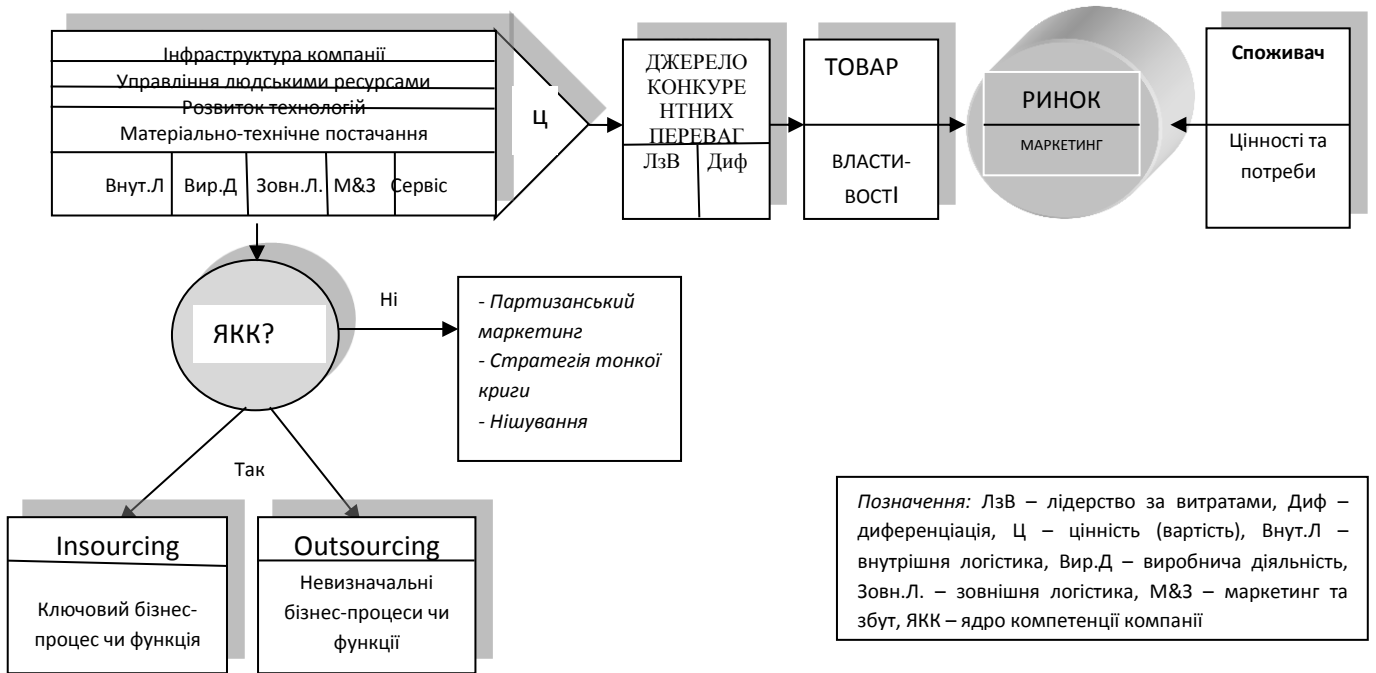 Інфраструктура компанії
Управління людськими ресурсами
Розвиток технологій
Матеріально-технічне постачання
Внут.Л Вир.Д Зовн.Л. М&З Сервіс
Ц
ДЖЕРЕЛО
КОНКУРЕ
НТНИХ
ПЕРЕВАГ
ЛзВ Диф
ТОВАР
ВЛАСТИ-
ВОСТІ
РИНОК
МАРКЕТИНГ
Споживач
Цінності та
потреби
ЯКК?
Ні
- Партизанський
маркетинг
- Стратегія тонкої
криги
- Нішування
Так
Insourcing
Ключовий бізнес-
процес чи функція
Outsourcing
Невизначальні
бізнес-процеси чи
функції
Позначення: ЛзВ – лідерство за витратами, Диф –
диференціація, Ц – цінність (вартість), Внут.Л –
внутрішня логістика, Вир.Д – виробнича діяльність,
Зовн.Л. – зовнішня логістика, М&З – маркетинг та
збут, ЯКК – ядро компетенції компанії